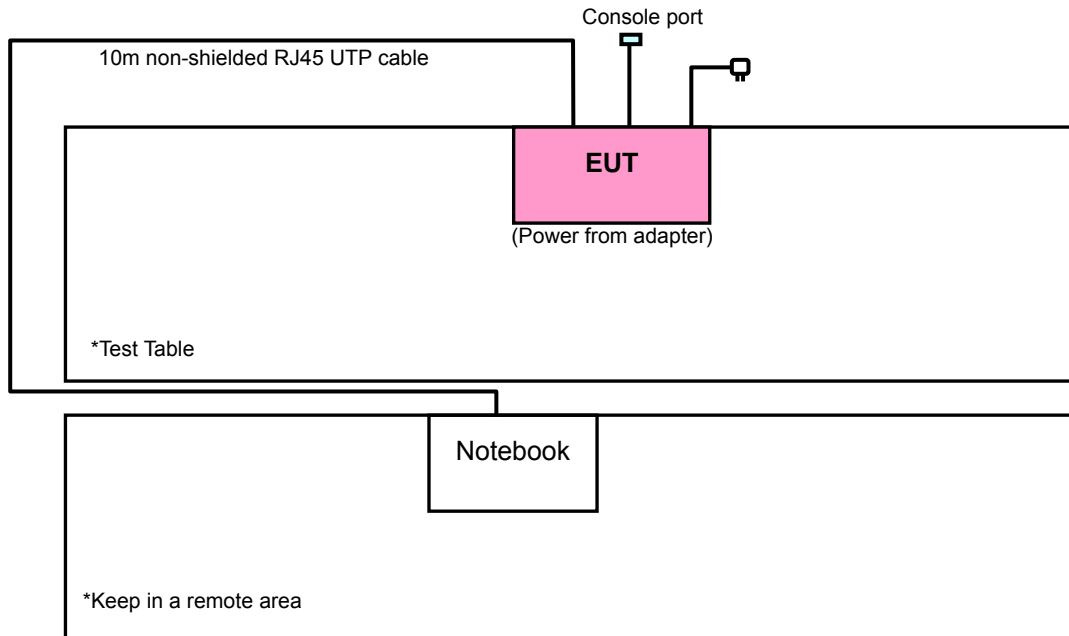 Console port
10m non-shielded RJ45 UTP cable
EUT
(Power from adapter)
*Test Table
Notebook
*Keep in a remote area